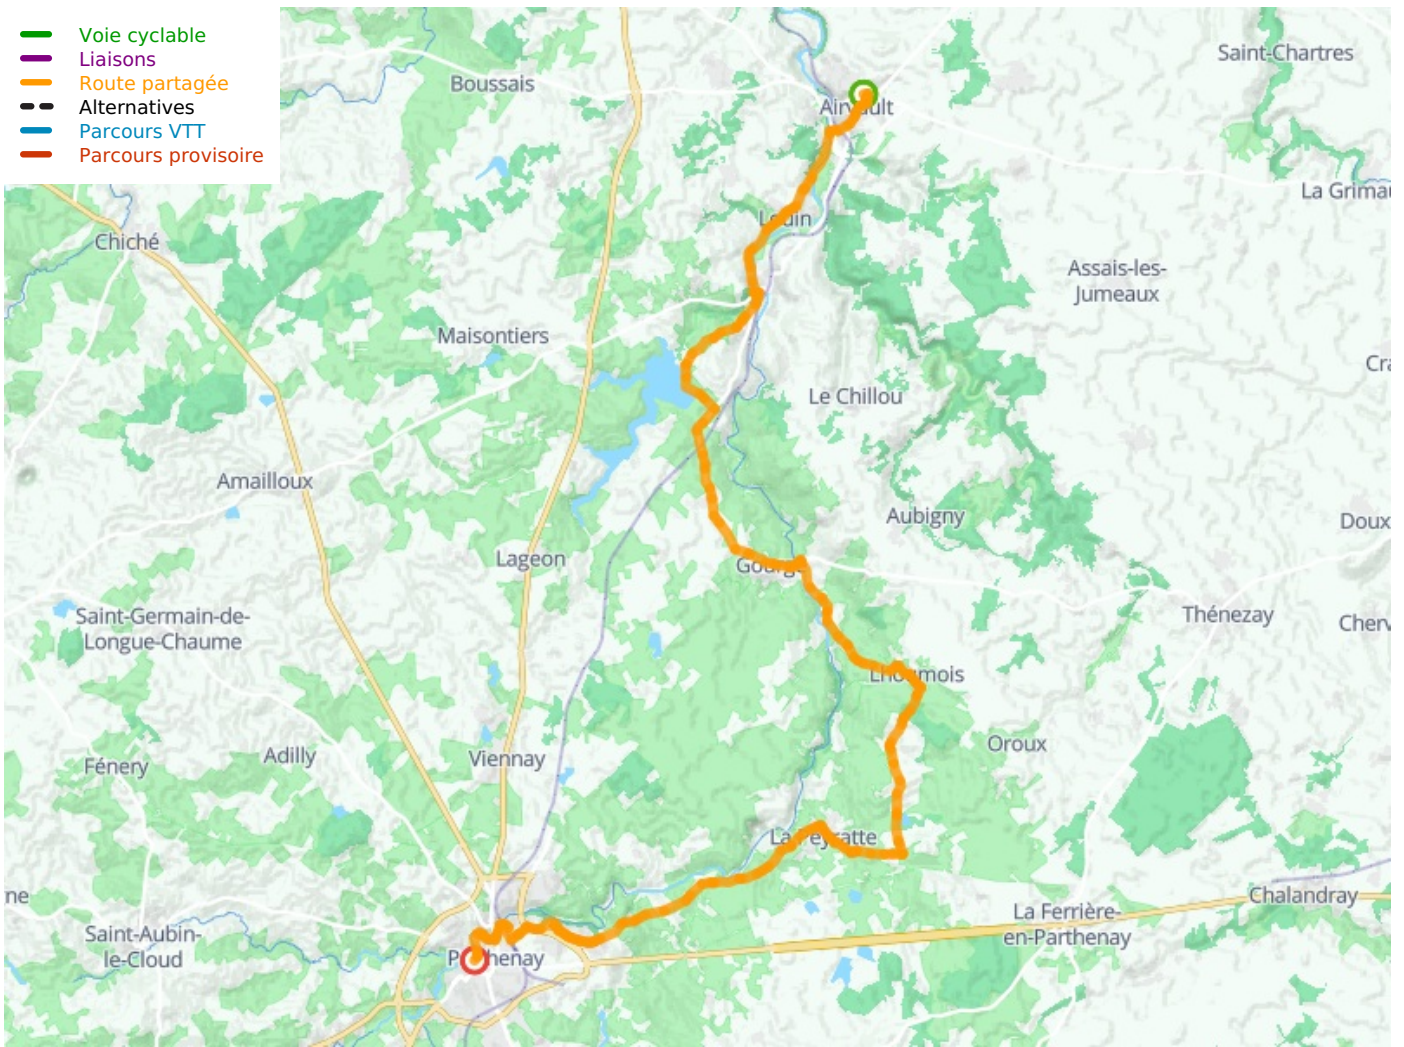 Voie cyclable
Liaisons
Route partagée
Alternatives
Parcours VTT
Parcours provisoire
Saint-Chartres
Boussais
La Grimau
Chiché
Assais-les-
Jumeaux
Maisontiers
Le Chillou
Amailloux
Aubigny
Doux
Lageon
Saint-Germain-de-
Longue-Chaume
Thénezay
Oroux
Fénery
Adilly
Viennay
Chalandray
La Ferrière-
en-Parthenay
Saint-Aubin-
le-Cloud